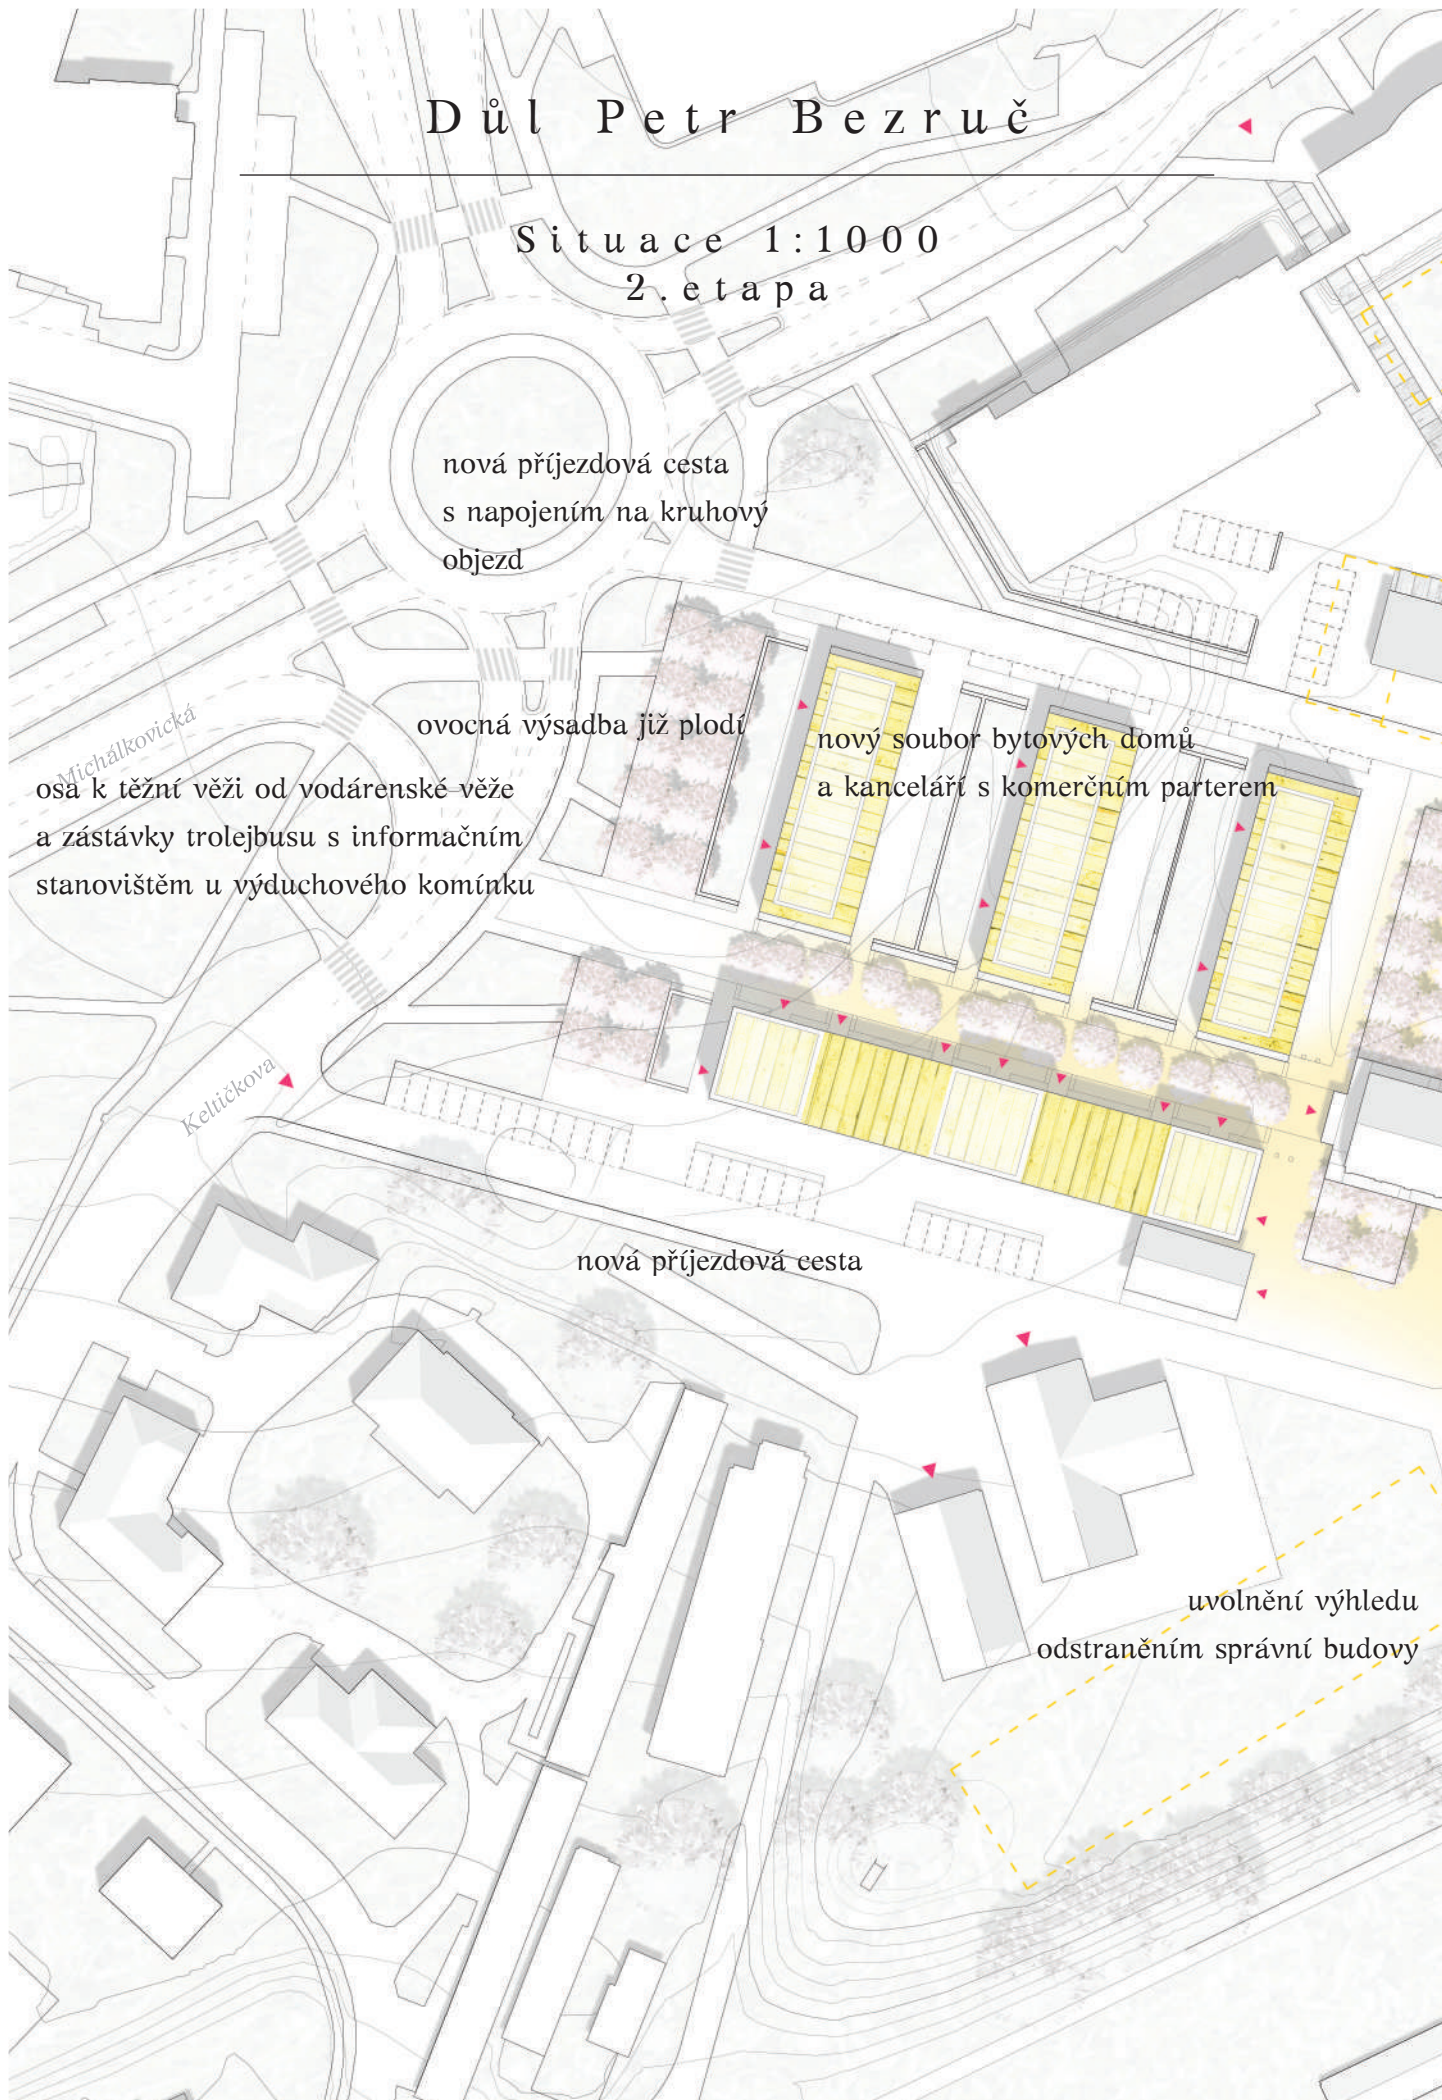 Důl Petr Bezruč
Situace 1:1000
2.etapa
nová příjezdová cesta
s napojením na kruhový
objezd
Michálkovická
ovocná výsadba již plodí
nový soubor bytových domů
a kanceláří s komerčním parterem
osa k těžní věži od vodárenské věže
a zástávky trolejbusu s informačním
stanovištěm u výduchového komínku
Keltičkova
nová příjezdová cesta
uvolnění výhledu
odstraněním správní budovy